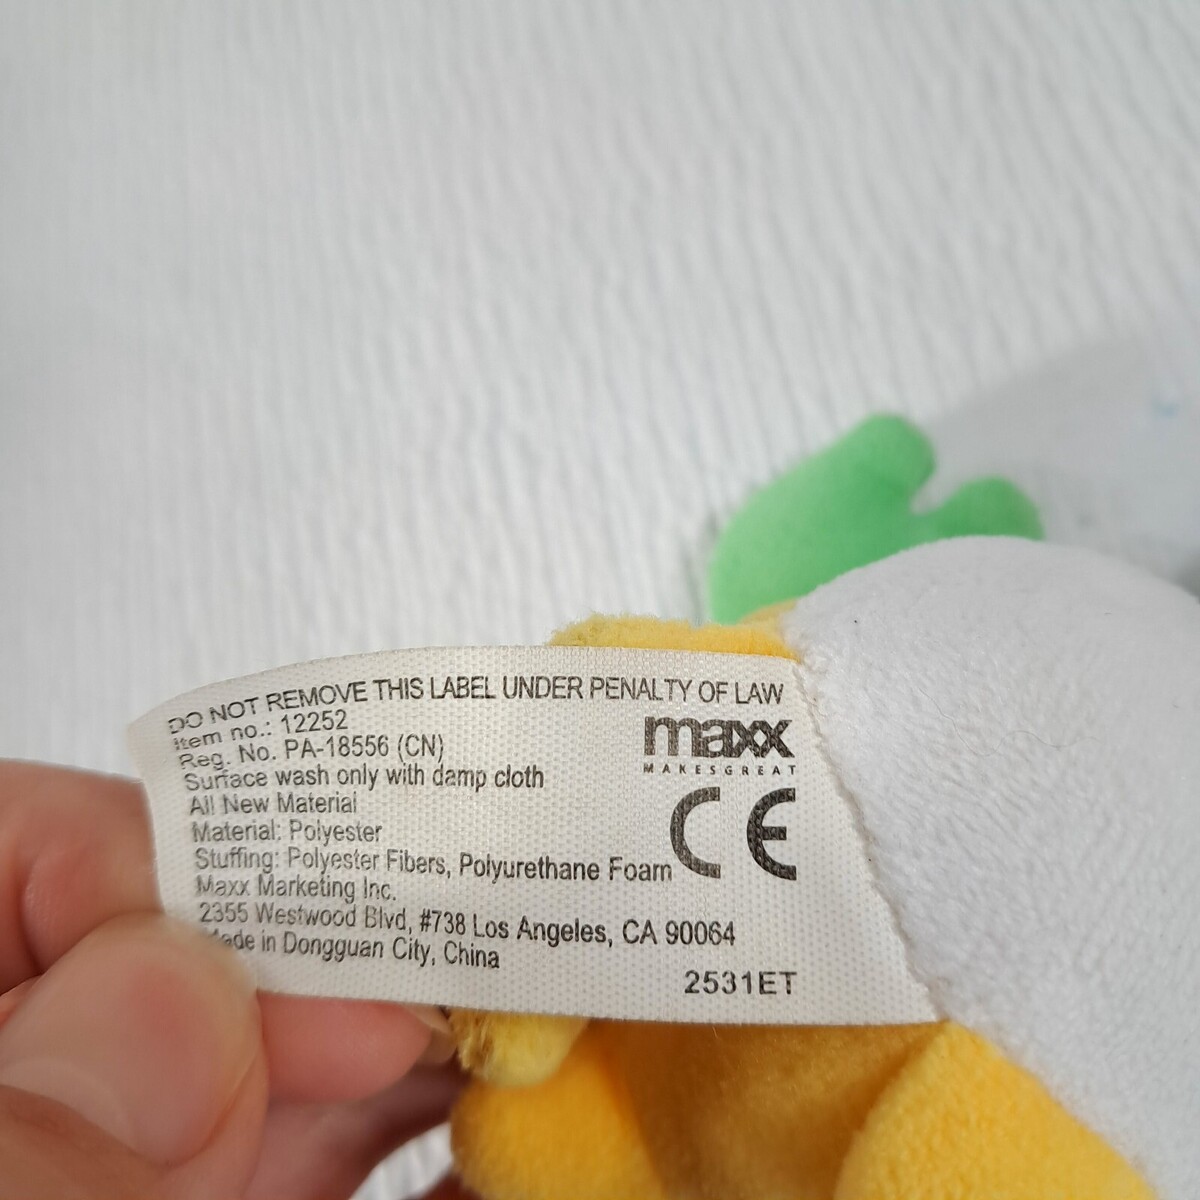 DO NOT REMOVE THIS LABEL UNDER PENALTY OF LAW
Item no.: 12252
Reg. No. PA-18556 (CN)
Surface wash only with damp cloth
All New Material
Material: Polyester
Stuffing: Polyester Fibers, Polyurethane Foam
Maxx Marketing Inc.
2355 Westwood Blvd, #738 Los Angeles, CA 90064
Made in Dongguan City, China
maxx
MAKESGREAT
CE
2531ET